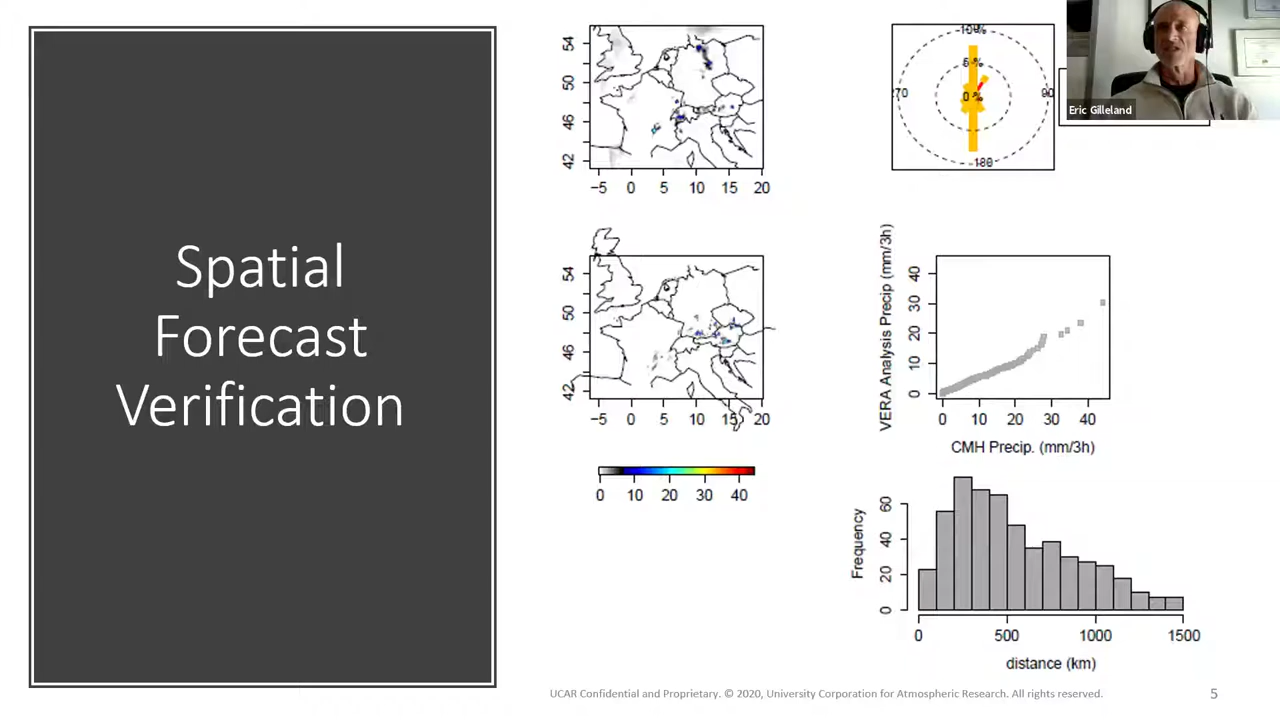 Spatial
Forecast
Verification
54
50
46
42
−5 0 5 10 15 20
54
50
46
42
−5 0 5 10 15 20
0 10 20 30 40
10 %
5 %
0 %
90
180
Eric Gilleland
VERA Analysis Precip (mm/3h)
40
30
20
10
0
0 10 20 30 40
CMH Precip. (mm/3h)
Frequency
60
40
20
0
0 500 1000 1500
distance (km)
UCAR Confidential and Proprietary. © 2020, University Corporation for Atmospheric Research. All rights reserved.
5